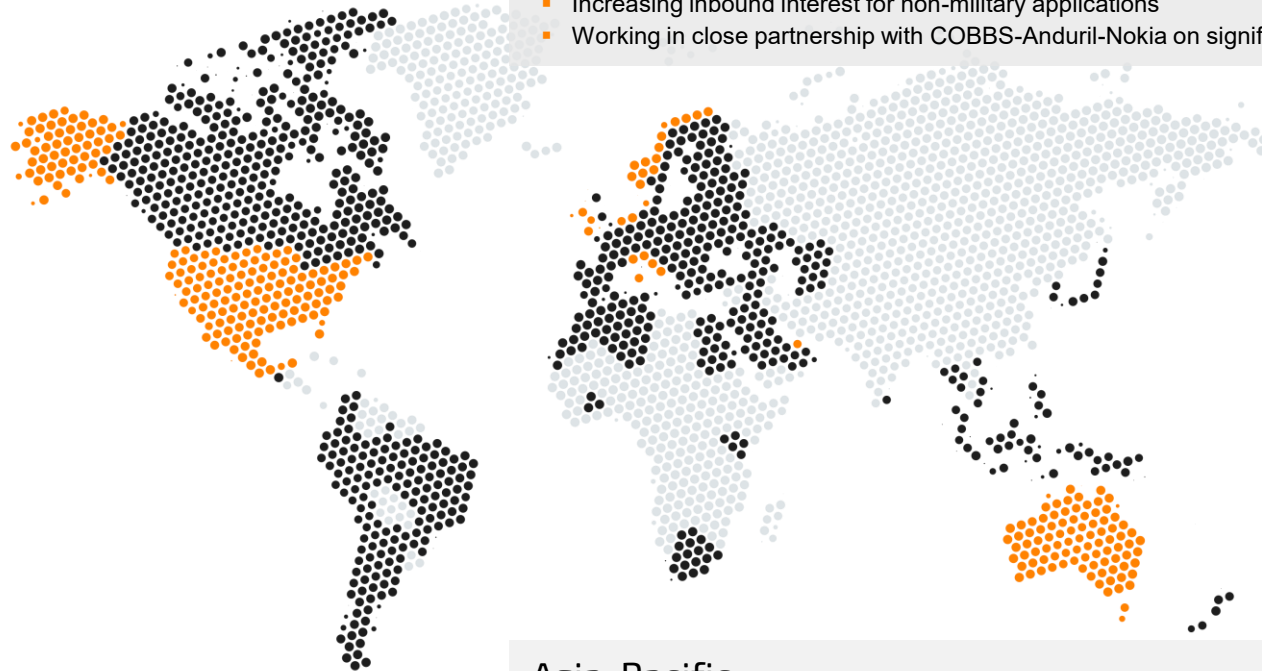 Increasing inbound interest for non-military applications
Working in close partnership with COBBS-Anduril-Nokia on signif
Asia-Pacific